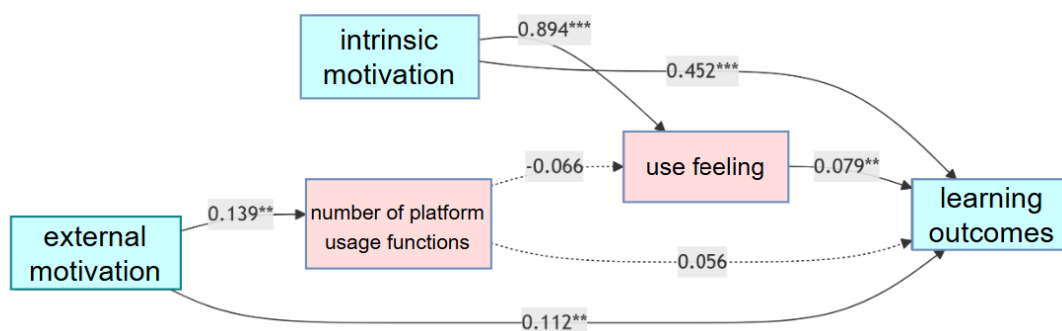 intrinsic
motivation
0.894***
0.452***
-0.066
use feeling
0.079**
learning
outcomes
0.139**
number of platform
usage functions
external
motivation
0.056
0.112**